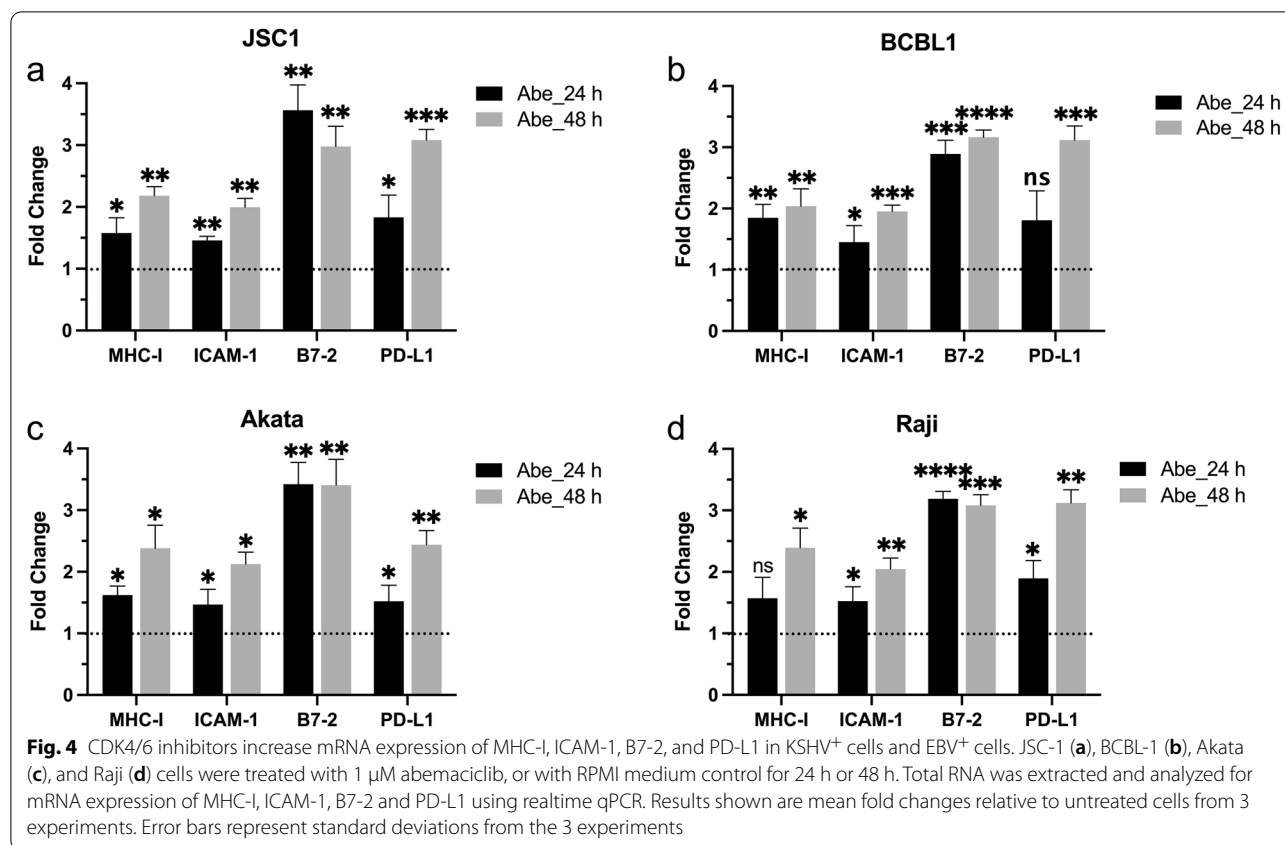 JSC1
a
**
**
***
**
**
*
*
**
Abe_24 h
Abe_48 h
Fold Change
4
3
2
1
0
MHC-I ICAM-1 B7-2 PD-L1
BCBL1
b
****
***
***
ns
***
**
**
*
Abe_24 h
Abe_48 h
Fold Change
4
3
2
1
0
MHC-I ICAM-1 B7-2 PD-L1
Akata
c
**
**
*
**
*
*
*
*
Abe_24 h
Abe_48 h
Fold Change
4
3
2
1
0
MHC-I ICAM-1 B7-2 PD-L1
Raji
d
****
***
**
*
**
*
ns
*
Abe_24 h
Abe_48 h
Fold Change
4
3
2
1
0
MHC-I ICAM-1 B7-2 PD-L1
Fig. 4 CDK4/6 inhibitors increase mRNA expression of MHC-I, ICAM-1, B7-2, and PD-L1 in KSHV+ cells and EBV+ cells. JSC-1 (a), BCBL-1 (b), Akata
(c), and Raji (d) cells were treated with 1 µM abemaciclib, or with RPMI medium control for 24 h or 48 h. Total RNA was extracted and analyzed for
mRNA expression of MHC-I, ICAM-1, B7-2 and PD-L1 using realtime qPCR. Results shown are mean fold changes relative to untreated cells from 3
experiments. Error bars represent standard deviations from the 3 experiments